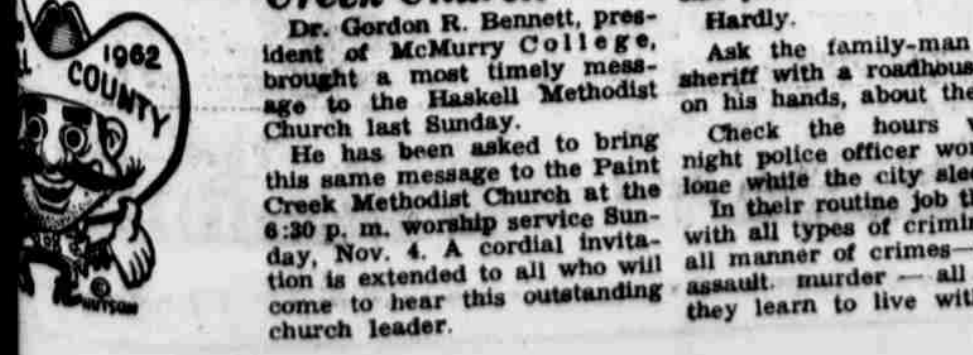 1962
COUNTY
©
HUTSON
Dr. Gordon R. Bennett, pres-
ident of McMurry College,
brought a most timely mess-
age to the Haskell Methodist
Church last Sunday.
He has been asked to bring
this same message to the Paint
Creek Methodist Church at the
6:30 p. m. worship service Sun-
day, Nov. 4. A cordial invita-
tion is extended to all who will
come to hear this outstanding
church leader.
Hardly.
Ask the family-man
sheriff with a roadhous
on his hands, about the
Check the hours
night police officer wor
lone while the city slee
In their routine job t
with all types of crimi
all manner of crimes—
assault. murder — all
they learn to live wit